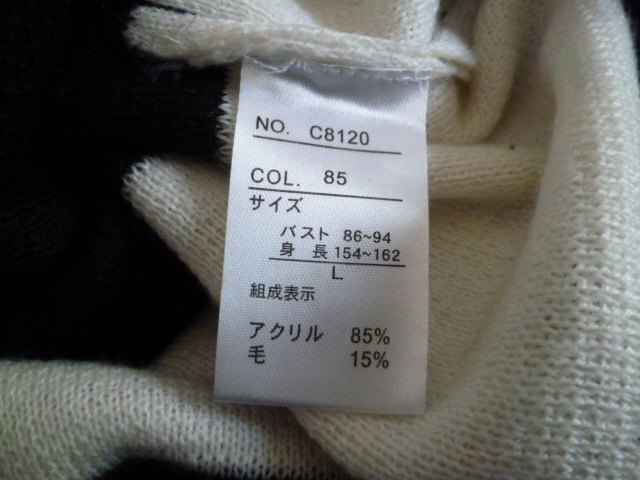 NO. C8120
COL. 85
サイズ
バスト 86~94
身 長 154~162
L
組成表示
アクリル 85%
毛 15%